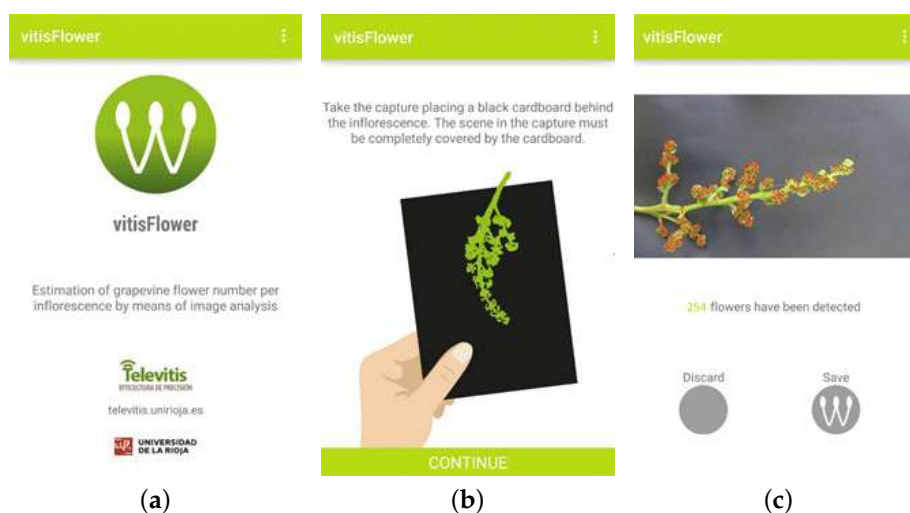 vitisFlower
vitisFlower
Estimation of grapevine flower number per
inflorescence by means of image analysis
Televitis
VITICULTURA DE PRECISIÓN
televitis.unirioja.es
UNIVERSIDAD
DE LA RIOJA
(a)
vitisFlower
Take the capture placing a black cardboard behind
the inflorescence. The scene in the capture must
be completely covered by the cardboard.
CONTINUE
(b)
vitisFlower
254 flowers have been detected
Discard
Save
(c)